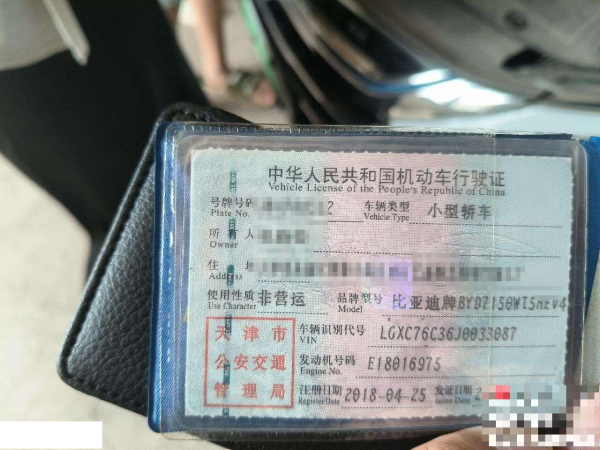 中华人民共和国机动车行驶证
Vehicle License of the People's Republic of China
号牌号码 2 车辆类型 小型轿车
Plate No. Vehicle Type
所有人
Owner
住址
Address
使用性质 非营运 品牌型号 比亚迪牌BYD7150WT5HEV4
Use Character Model
天津市
公安交通
管理局
车辆识别代号 LGXC76C36J0033087
VIN
发动机号码 E18016975
Engine No.
注册日期 2018-04-25 发证日期 2
Register Date Issue Date